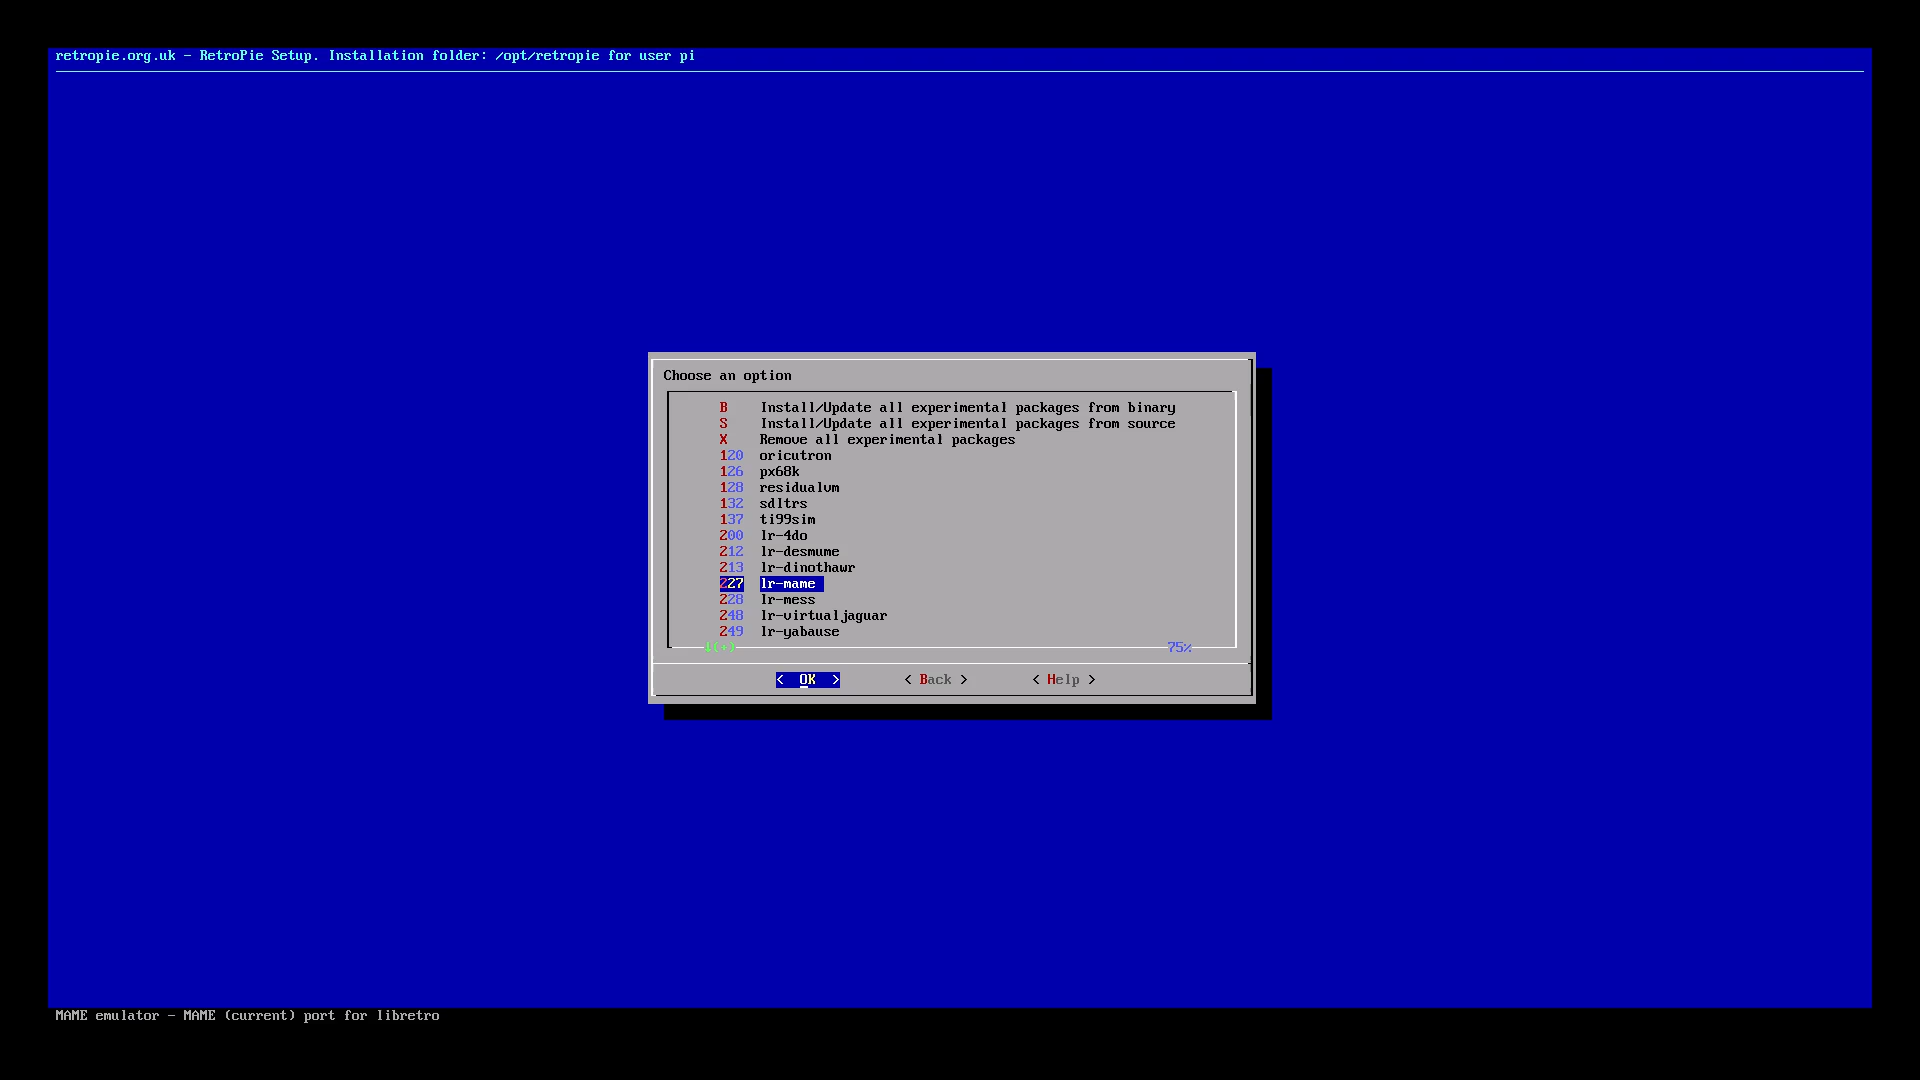 retropie.org.uk - RetroPie Setup. Installation folder: /opt/retropie for user pi
Choose an option
B Install/Update all experimental packages from binary
S Install/Update all experimental packages from source
X Remove all experimental packages
120 oricutron
126 px68k
128 residualvm
132 sdltrs
137 ti99sim
200 lr-4do
212 lr-desmume
213 lr-dinothawr
227 lr-mame
228 lr-mess
248 lr-virtualjaguar
249 lr-yabause
↓(+) 75%
< OK > < Back > < Help >
MAME emulator - MAME (current) port for libretro